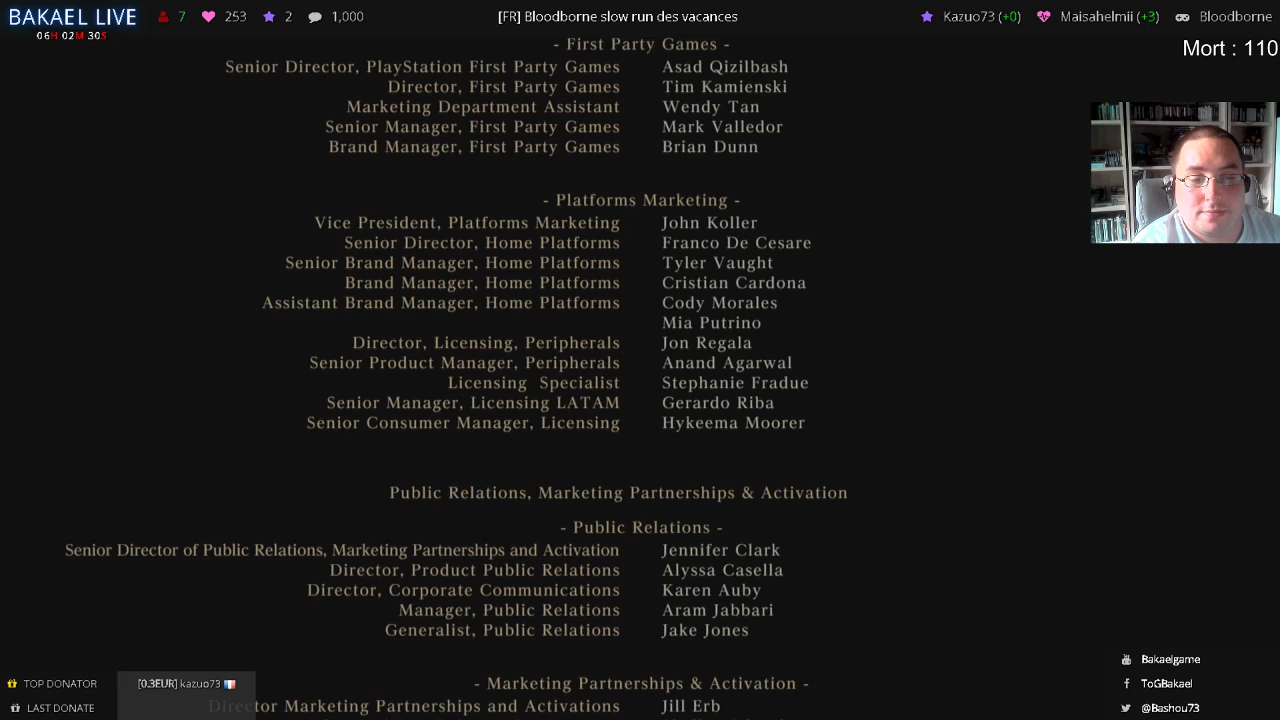 BAKAEL LIVE 7 253 2 1,000 [FR] Bloodborne slow run des vacances Kazuo73 (+0) Maisahelmii (+3) Bloodborne
06H 02M 30S
Mort : 110
- First Party Games -
Senior Director, PlayStation First Party Games Asad Qizilbash
Director, First Party Games Tim Kamienski
Marketing Department Assistant Wendy Tan
Senior Manager, First Party Games Mark Valledor
Brand Manager, First Party Games Brian Dunn
- Platforms Marketing -
Vice President, Platforms Marketing John Koller
Senior Director, Home Platforms Franco De Cesare
Senior Brand Manager, Home Platforms Tyler Vaught
Brand Manager, Home Platforms Cristian Cardona
Assistant Brand Manager, Home Platforms Cody Morales
Mia Putrino
Director, Licensing, Peripherals Jon Regala
Senior Product Manager, Peripherals Anand Agarwal
Licensing Specialist Stephanie Fradue
Senior Manager, Licensing LATAM Gerardo Riba
Senior Consumer Manager, Licensing Hykeema Moorer
Public Relations, Marketing Partnerships & Activation
- Public Relations -
Senior Director of Public Relations, Marketing Partnerships and Activation Jennifer Clark
Director, Product Public Relations Alyssa Casella
Director, Corporate Communications Karen Auby
Manager, Public Relations Aram Jabbari
Generalist, Public Relations Jake Jones
- Marketing Partnerships & Activation -
Director Marketing Partnerships and Activations Jill Erb
TOP DONATOR [0.3EUR] kazuo73
LAST DONATE
Bakaelgame
ToGBakael
@Bashou73